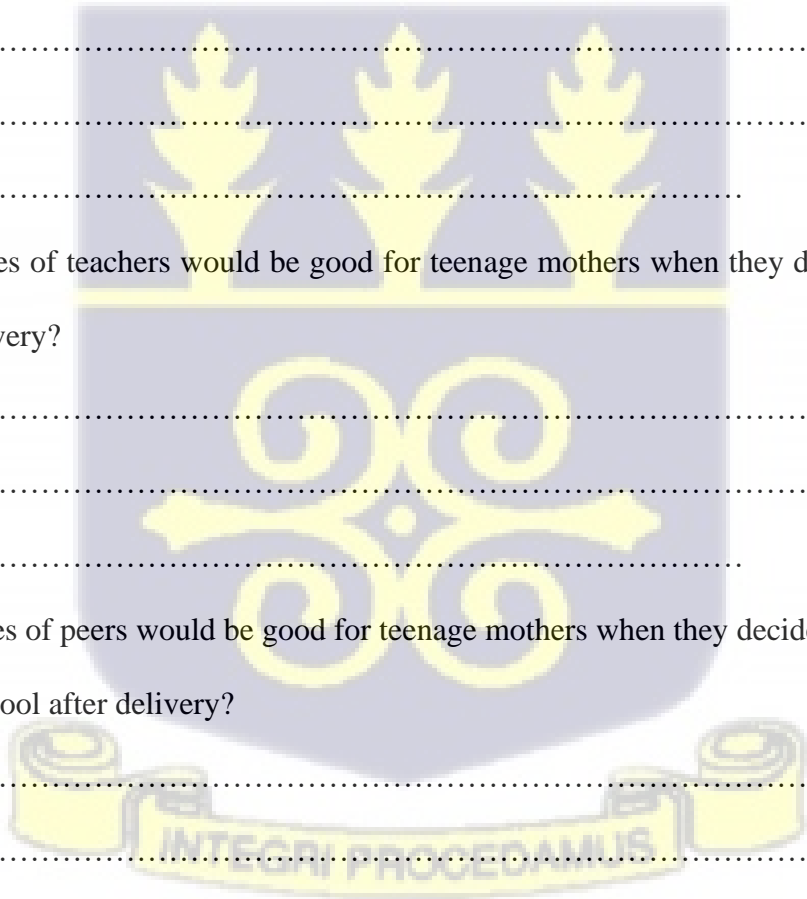 ................................................................................
................................................................................
..........................................................................
es of teachers would be good for teenage mothers when they d
very?
................................................................................
................................................................................
..........................................................................
es of peers would be good for teenage mothers when they decid
ool after delivery?
................................................................................
INTEGRI PROCEDAMUS
................................................................................